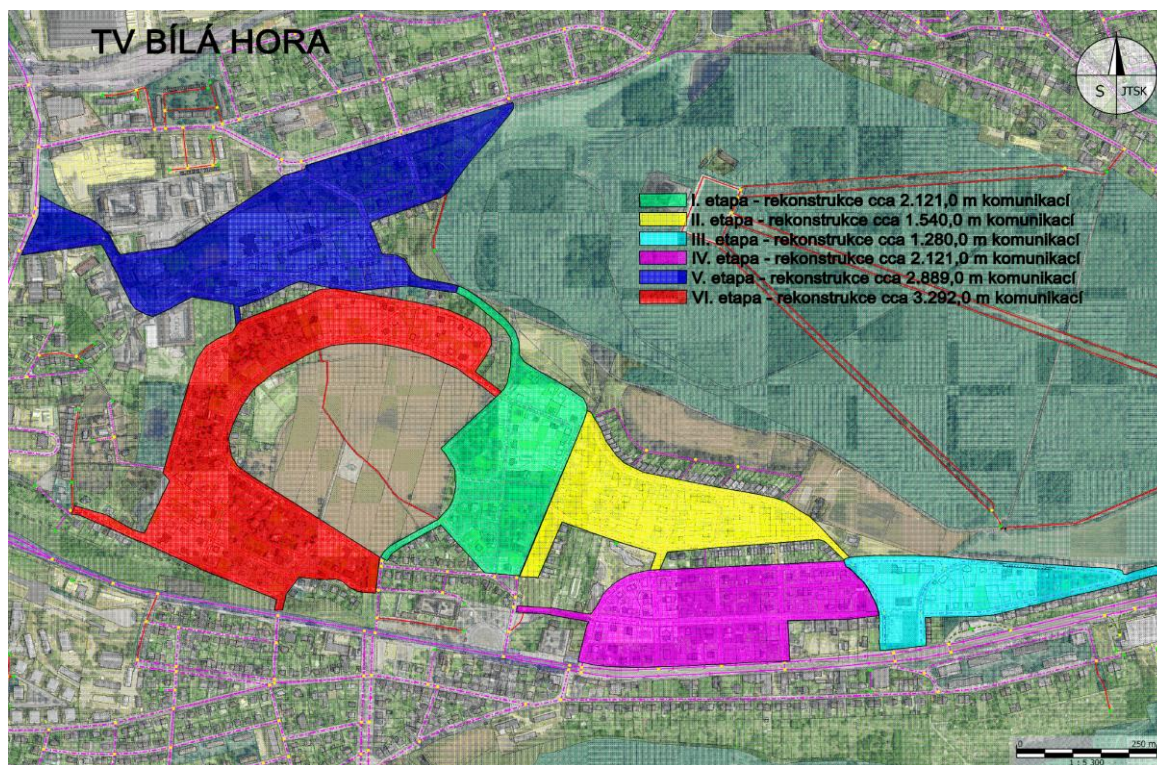 TV BÍLÁ HORA
S JTSK
I. etapa - rekonstrukce cca 2.121,0 m komunikací
II. etapa - rekonstrukce cca 1.540,0 m komunikací
III. etapa - rekonstrukce cca 1.280,0 m komunikací
IV. etapa - rekonstrukce cca 2.121,0 m komunikací
V. etapa - rekonstrukce cca 2.889,0 m komunikací
VI. etapa - rekonstrukce cca 3.292,0 m komunikací
0 250 m
1 : 5 300